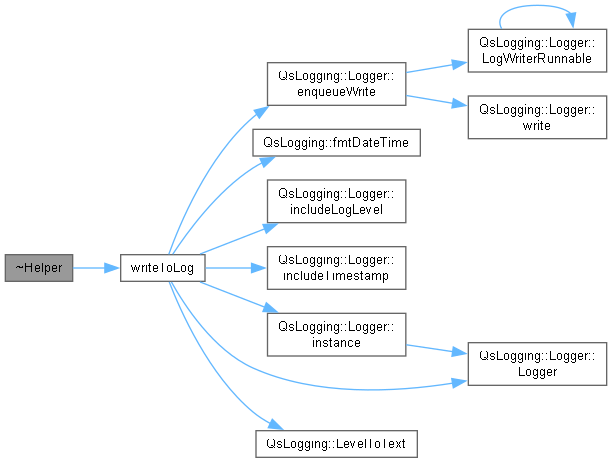 ~Helper
writeToLog
QsLogging::Logger::
enqueueWrite
QsLogging::fmtDateTime
QsLogging::Logger::
includeLogLevel
QsLogging::Logger::
includeTimestamp
QsLogging::Logger::
instance
QsLogging::LevelToText
QsLogging::Logger::
LogWriterRunnable
QsLogging::Logger::
write
QsLogging::Logger::
Logger